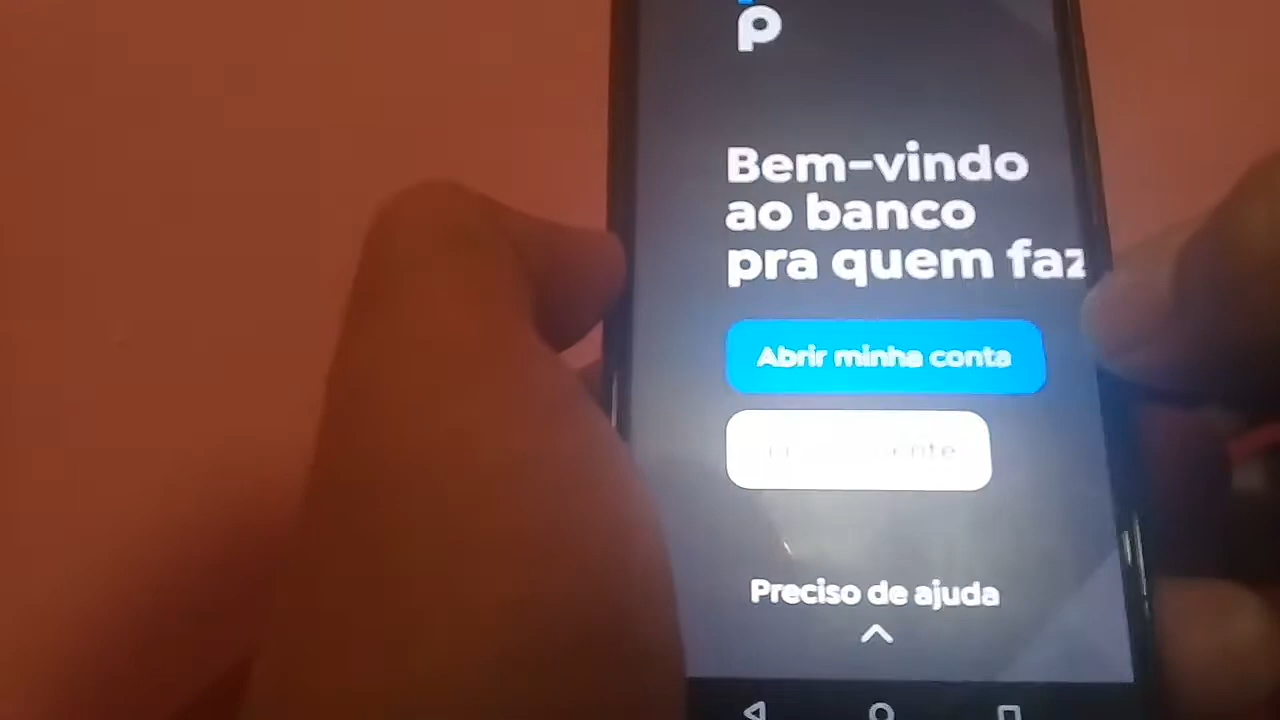 p
Bem-vindo
ao banco
pra quem faz
Abrir minha conta
Preciso de ajuda